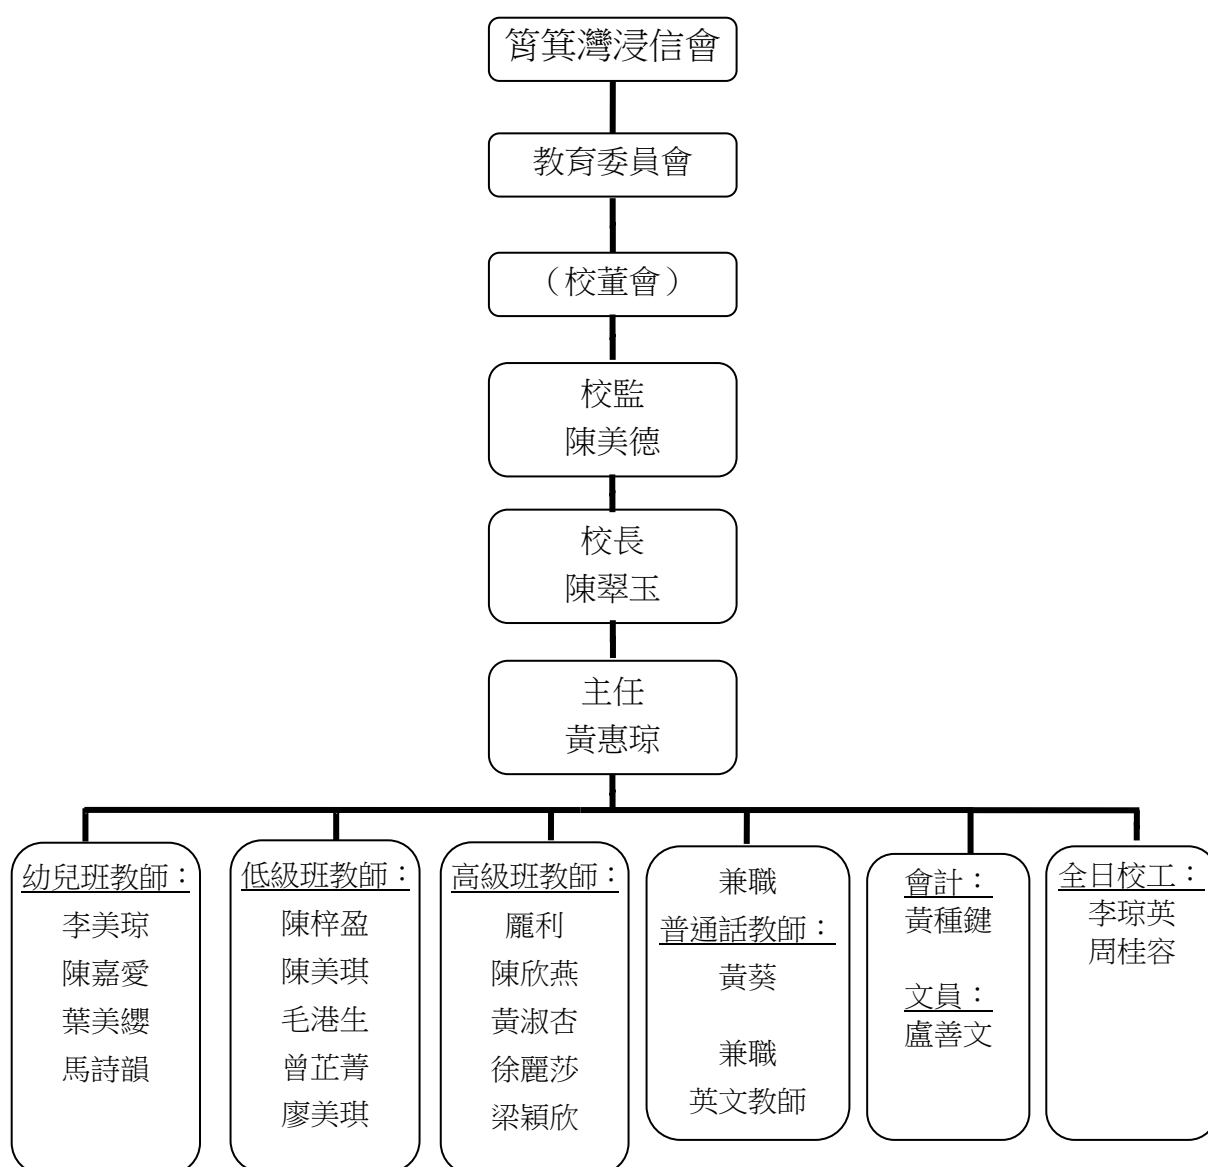 筲箕灣浸信會
教育委員會
（校董會）
校監
陳美德
校長
陳翠玉
主任
黃惠琼
幼兒班教師：
李美琼
陳嘉愛
葉美纓
馬詩韻
低級班教師：
陳梓盈
陳美琪
毛港生
曾芷菁
廖美琪
高級班教師：
龎利
陳欣燕
黃淑杏
徐麗莎
梁穎欣
兼職
普通話教師：
黃葵
兼職
英文教師
會計：
黃種鍵
文員：
盧善文
全日校工：
李琼英
周桂容